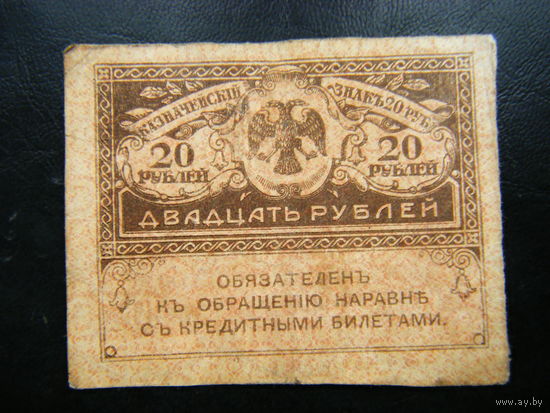 КАЗНАЧЕЙСКІЙ ЗНАКЪ 20 РУБ.
20 РУБЛЕЙ 20 РУБЛЕЙ
ДВАДЦАТЬ РУБЛЕЙ
ОБЯЗАТЕЛЕНЪ
КЪ ОБРАЩЕНІЮ НАРАВНѢ
СЪ КРЕДИТНЫМИ БИЛЕТАМИ.
www.ay.by